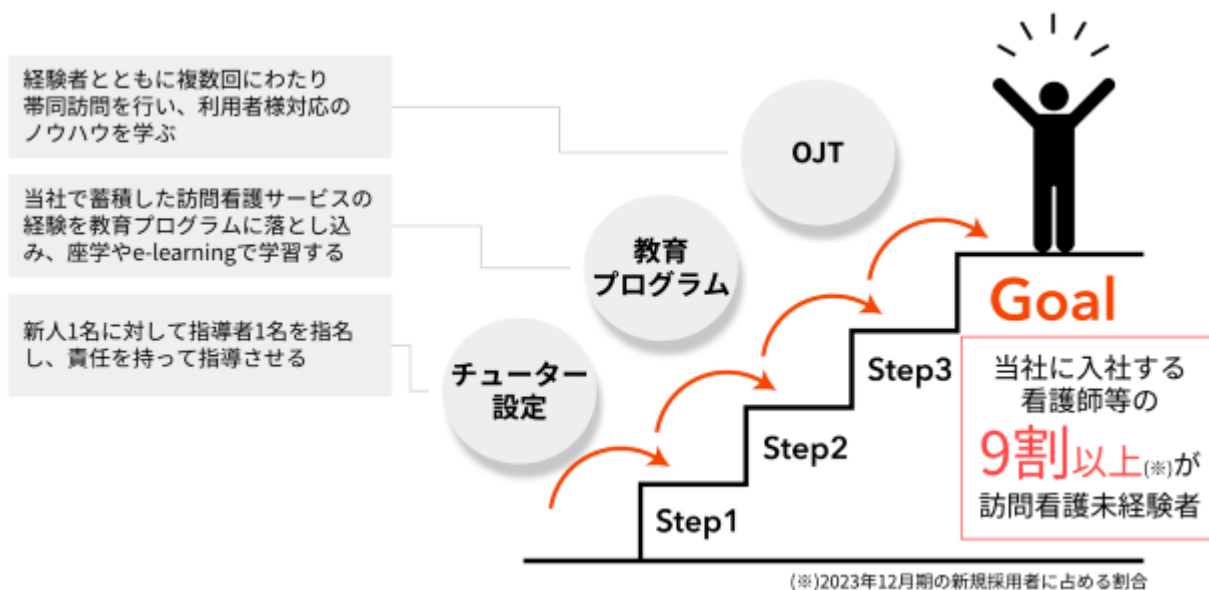 経験者とともに複数回にわたり
帯同訪問を行い、利用者様対応の
ノウハウを学ぶ
OJT
当社で蓄積した訪問看護サービスの
経験を教育プログラムに落とし込
み、座学やe-learningで学習する
教育
プログラム
新人1名に対して指導者1名を指名
し、責任を持って指導させる
チューター
設定
Step1
Step2
Step3
Goal
当社に入社する
看護師等の
9割以上(※)が
訪問看護未経験者
(※)2023年12月期の新規採用者に占める割合